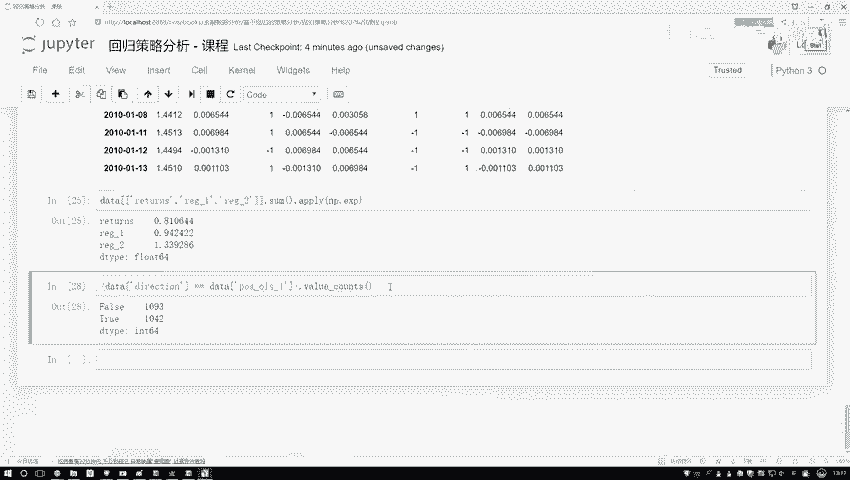 jupyter 回归策略分析 - 课程 Last Checkpoint: 4 minutes ago (unsaved changes)
File Edit View Insert Cell Kernel Widgets Help
Trusted Python 3
Code
2010-01-08 1.4412 0.006544 1 -0.006544 0.003058 1 1 0.006544 0.006544
2010-01-11 1.4513 0.006984 1 0.006544 -0.006544 -1 -1 -0.006984 -0.006984
2010-01-12 1.4494 -0.001310 -1 0.006984 0.006544 -1 -1 0.001310 0.001310
2010-01-13 1.4510 0.001103 1 -0.001310 0.006984 -1 1 -0.001103 0.001103
In [25]: data[['returns','reg_1','reg_2']].sum().apply(np.exp)
Out[25]: returns 0.810644
reg_1 0.942422
reg_2 1.339286
dtype: float64
In [28] (data['direction'] == data['pos_ols_1']).value_counts()
Out[28]: False 1093
True 1042
dtype: int64
In [ ]: